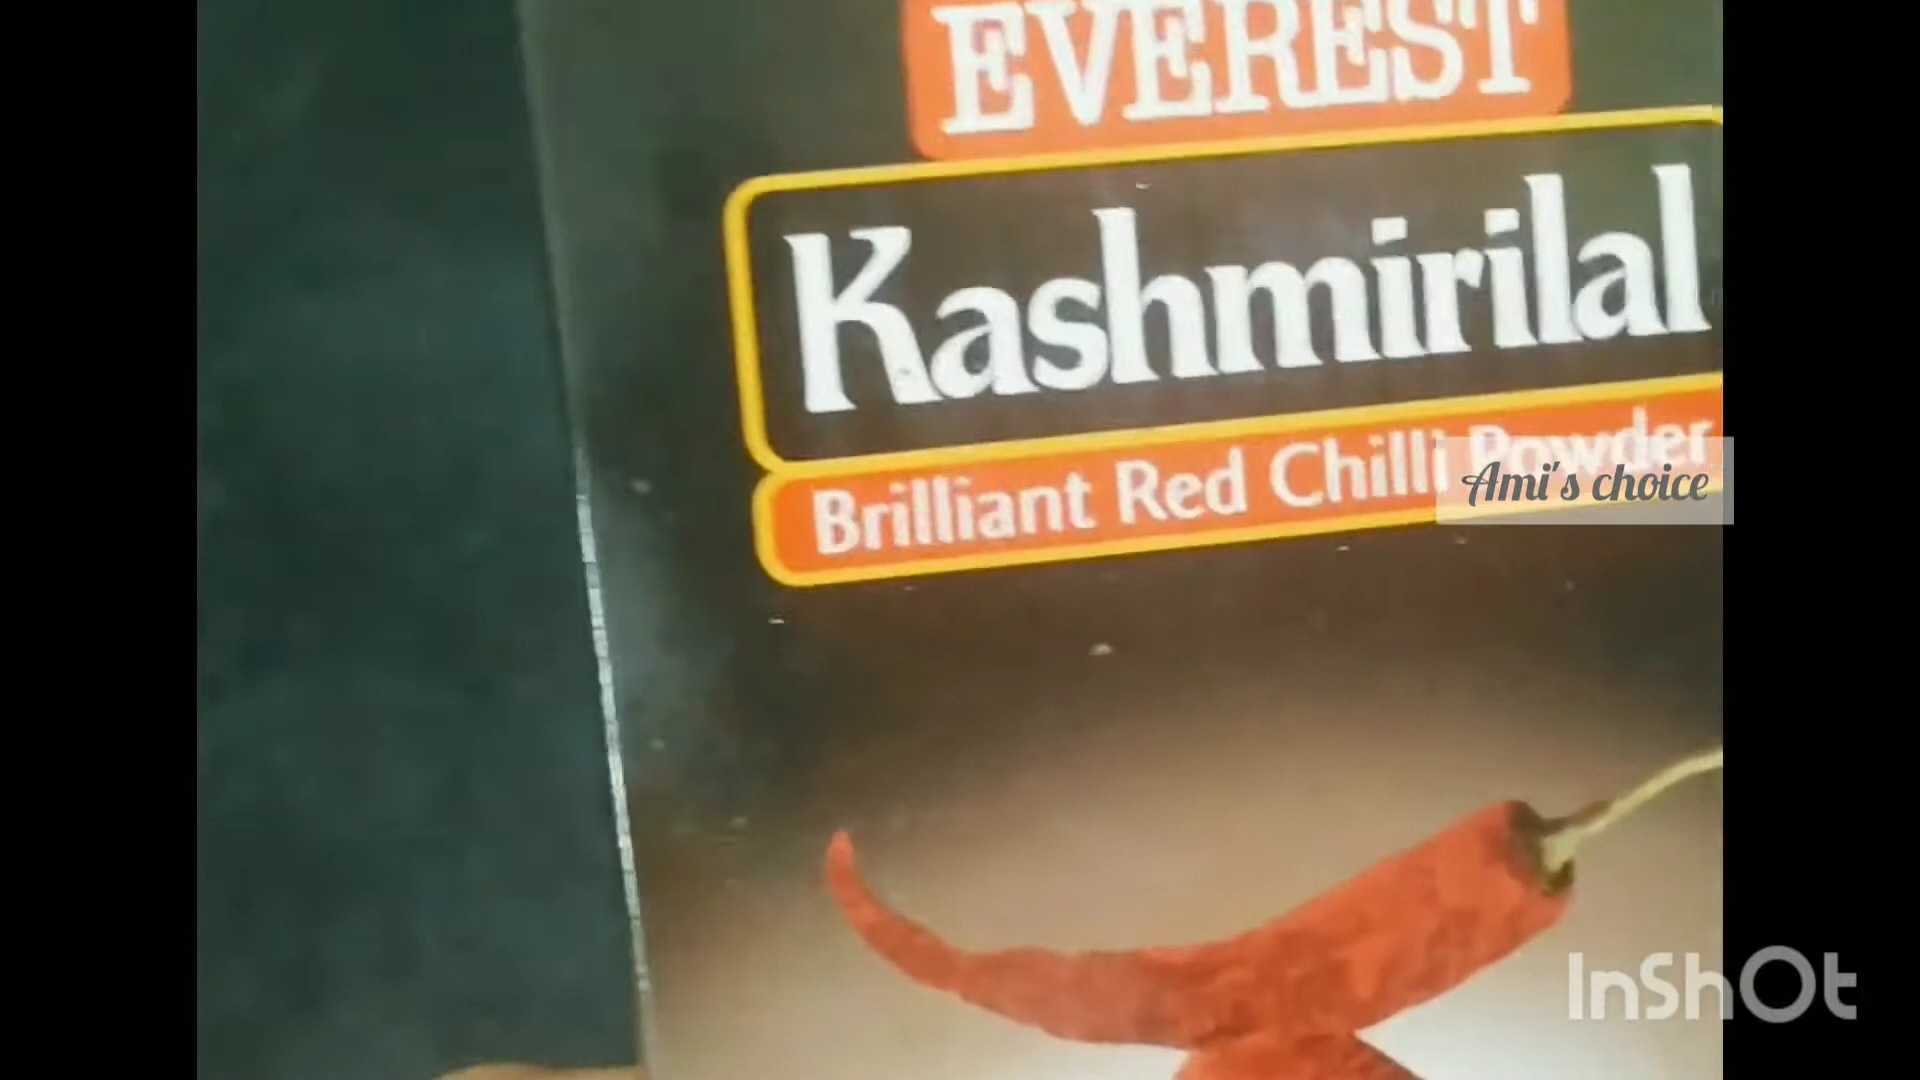 EVEREST
Kashmirilal
Brilliant Red Chilli Powder
Ami's choice
InShOt